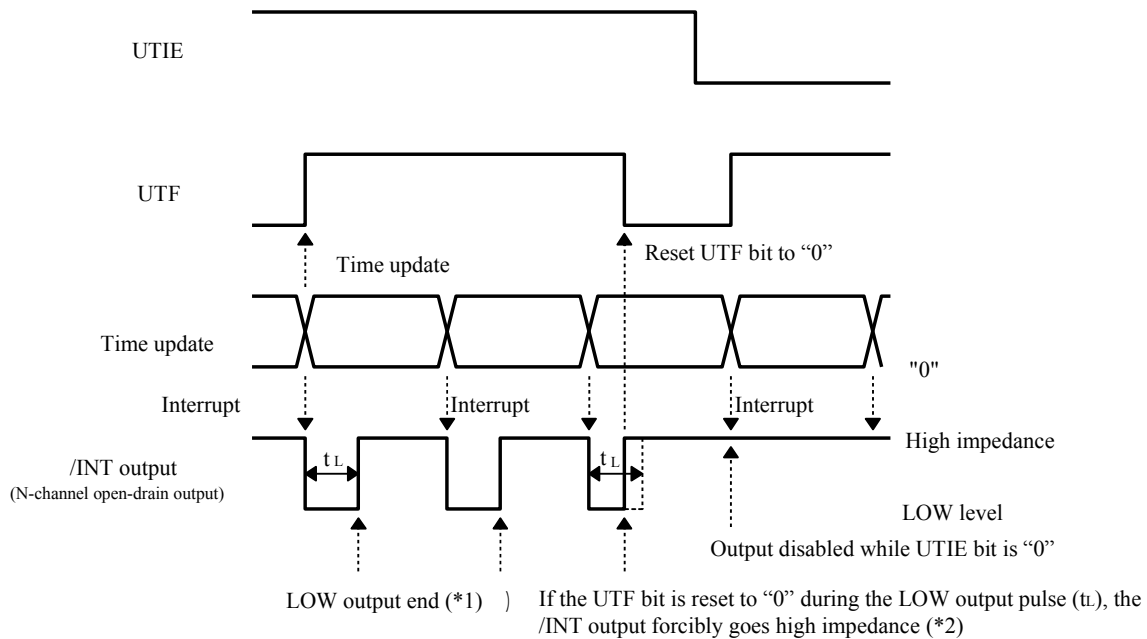 UTIE
UTF
Reset UTF bit to “0”
Time update
Time update
"0"
Interrupt
Interrupt
Interrupt
High impedance
t L
t L
/INT output
(N-channel open-drain output)
LOW level
Output disabled while UTIE bit is “0”
LOW output end (*1) )
If the UTF bit is reset to “0” during the LOW output pulse (tL), the
/INT output forcibly goes high impedance (*2)